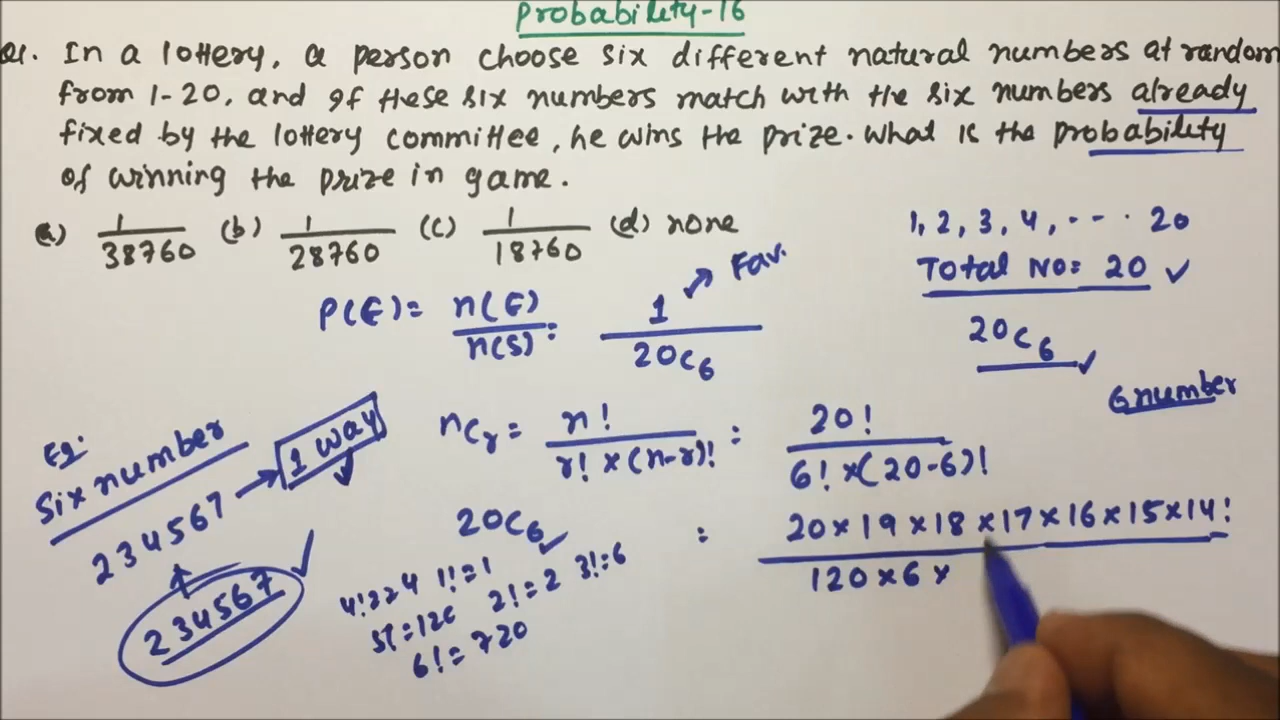 Probability-16
Q1. In a lottery, a person choose six different natural numbers at random
from 1-20, and if these six numbers match with the six numbers already
fixed by the lottery committee, he wins the prize. what is the probability
of winning the prize in game.
(a) 1/38760 (b) 1/28760 (c) 1/18760 (d) none
1, 2, 3, 4, --- 20
Total No: 20 ✓
20C6 ✓
6 number
P(E) = n(E)/n(S) = 1/20C6 → Fav.
Eg:
Six number
234567 → 1 way ✓
234567 ✓
nCr = n!/r! × (n-r)! = 20!/6! × (20-6)!
20C6 ✓
= 20 × 19 × 18 × 17 × 16 × 15 × 14!
120 × 6 ×
4!=24 1!=1
5!=120 2!=2 3!=6
6!=720